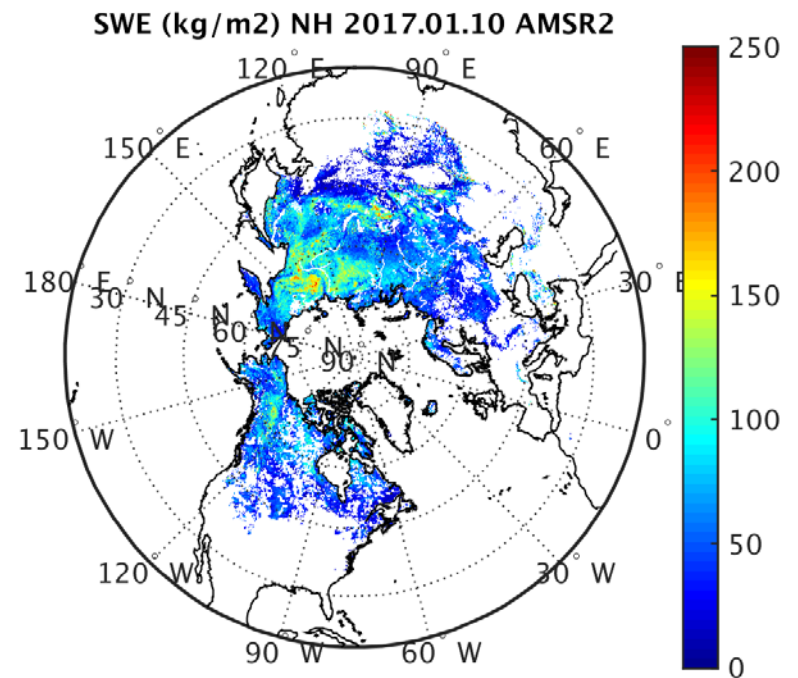 SWE (kg/m2) NH 2017.01.10 AMSR2
120° E
90° E
150° E
60° E
180° E
30° E
30° N
45° N
60° N
75° N
90° N
150° W
0°
120° W
30° W
90° W
60° W
250
200
150
100
50
0